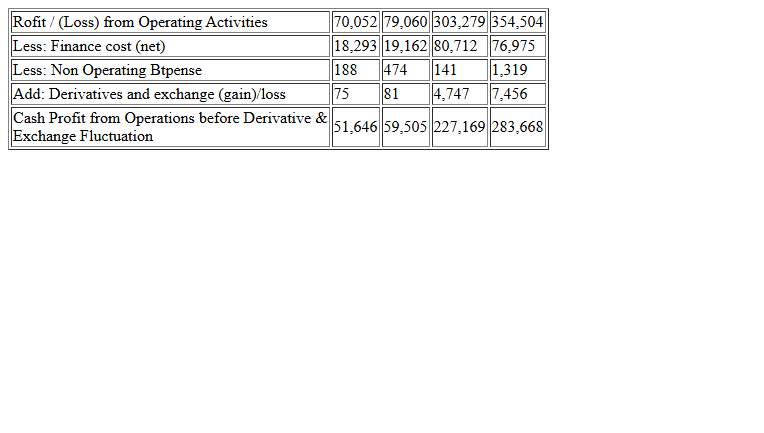 Rofit / (Loss) from Operating Activities 70,052 79,060 303,279 354,504
Less: Finance cost (net) 18,293 19,162 80,712 76,975
Less: Non Operating Btpense 188 474 141 1,319
Add: Derivatives and exchange (gain)/loss 75 81 4,747 7,456
Cash Profit from Operations before Derivative &
Exchange Fluctuation 51,646 59,505 227,169 283,668